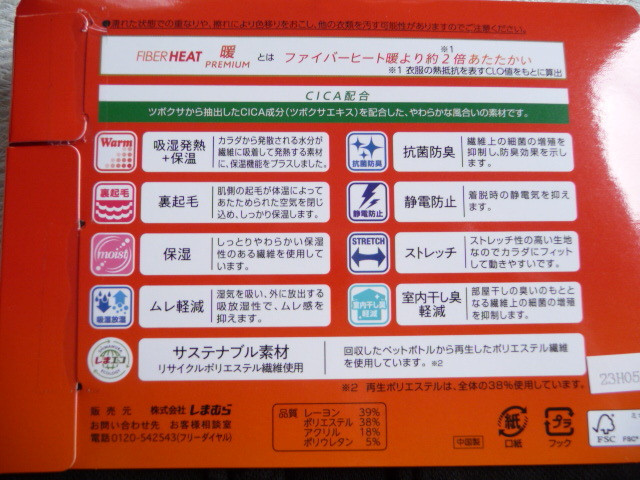 ●濡れた状態での重なりや、擦れにより色移りをおこし、他の衣類を汚す可能性がありますのでご注意ください。
FIBER HEAT 暖 PREMIUM とは ファイバーヒート暖より約2倍あたたかい※1
※1 衣服の熱抵抗を表すCLO値をもとに算出
CICA配合
ツボクサから抽出したCICA成分(ツボクサエキス)を配合した、やわらかな風合いの素材です。
Warm
吸湿発熱
+保温
カラダから発散される水分が
繊維に吸着して発熱する素材
に、保温機能をプラスしました。
抗菌防臭
抗菌防臭
繊維上の細菌の増殖
を抑制し、防臭効果を示し
ます。
裏起毛
裏起毛
肌側の起毛が体温によって
あたためられた空気を閉じ
込め、しっかり保温します。
静電防止
静電防止
着脱時の静電気を抑え
ます。
moist
保湿
しっとりやわらかい保湿
性のある繊維を使用して
います。
STRETCH
ストレッチ
ストレッチ性の高い生地
なのでカラダにフィット
して動きやすいです。
吸湿放湿
ムレ軽減
湿気を吸い、外に放出する
吸放湿性で、ムレ感を
抑えます。
室内干し臭軽減
室内干し臭
軽減
部屋干しの臭いのもととな
る繊維上の細菌の増殖
を抑制します。
しまエコ
サステナブル素材
リサイクルポリエステル繊維使用
回収したペットボトルから再生したポリエステル繊維
を使用しています。※2
※2 再生ポリエステルは、全体の38%使用しています。
23H05
販売元 株式会社しまむら
お問い合わせ先 お客様相談室
電話0120-542543(フリーダイヤル)
品質 レーヨン 39%
ポリエステル 38%
アクリル 18%
ポリウレタン 5%
中国製
紙
口紙
プラ
フック
FSC